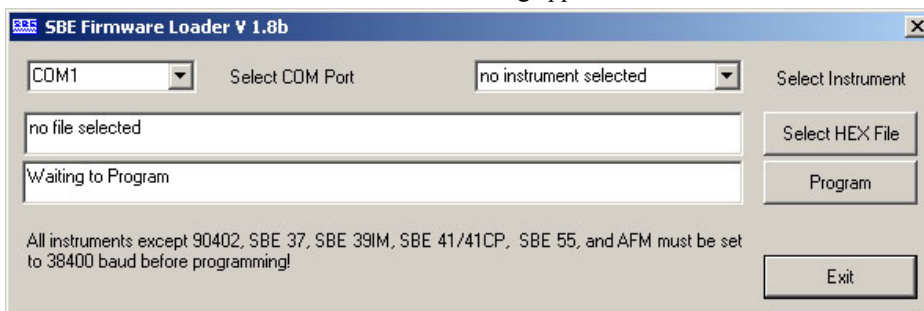 SBE Firmware Loader V 1.8b
COM1
Select COM Port
no instrument selected
Select Instrument
no file selected
Select HEX File
Waiting to Program
Program
All instruments except 90402, SBE 37, SBE 39IM, SBE 41/41CP, SBE 55, and AFM must be set
to 38400 baud before programming!
Exit